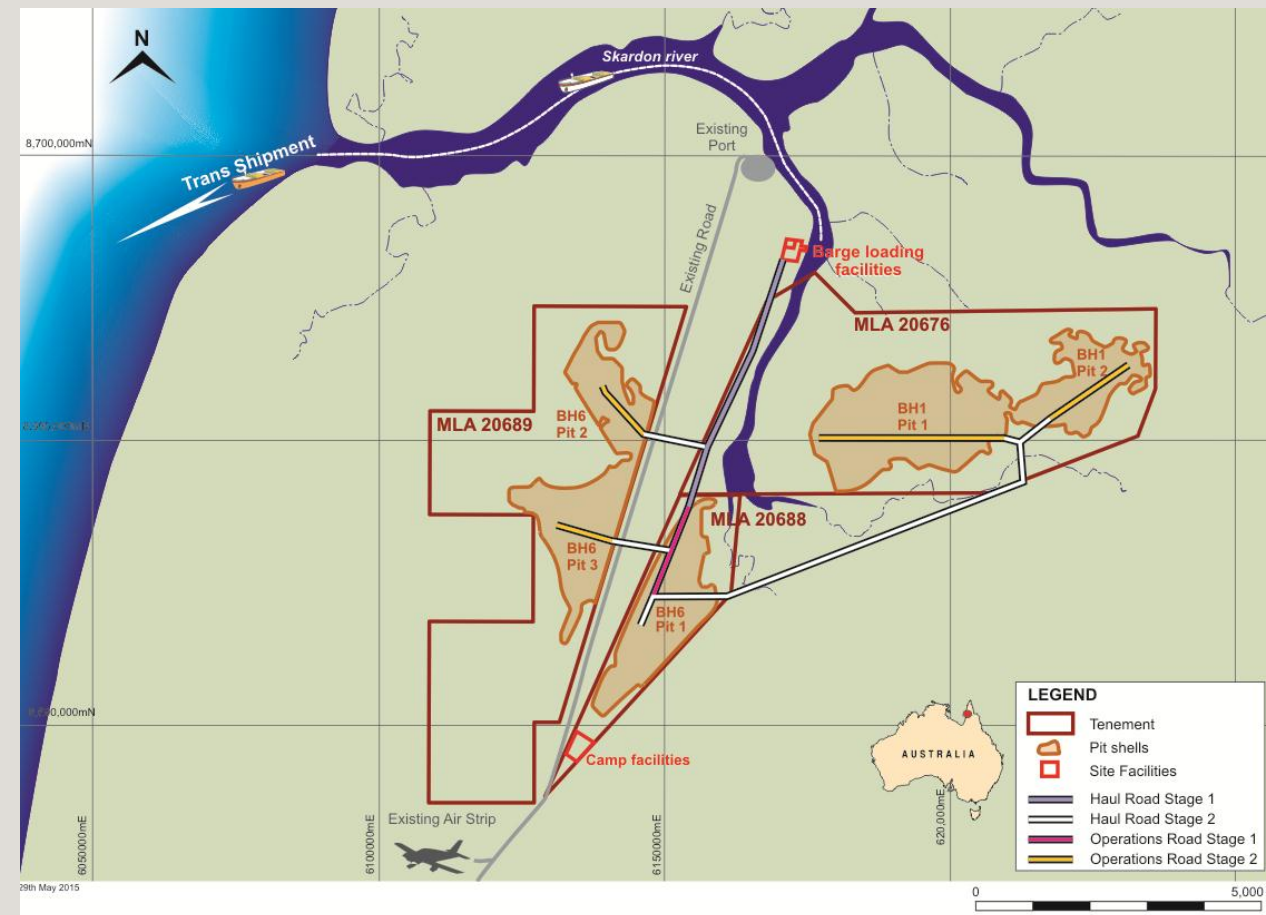 N
Skardon river
8,700,000mN
Trans Shipment
Existing
Port
Existing Road
Barge loading
facilities
MLA 20676
BH1
Pit 2
BH1
Pit 1
BH6
Pit 2
MLA 20689
MLA 20688
BH6
Pit 3
BH6
Pit 1
Camp facilities
Existing Air Strip
6050000mE
6100000mE
6150000mE
620,000mE
AUSTRALIA
LEGEND
Tenement
Pit shells
Site Facilities
Haul Road Stage 1
Haul Road Stage 2
Operations Road Stage 1
Operations Road Stage 2
29th May 2015
0
5,000